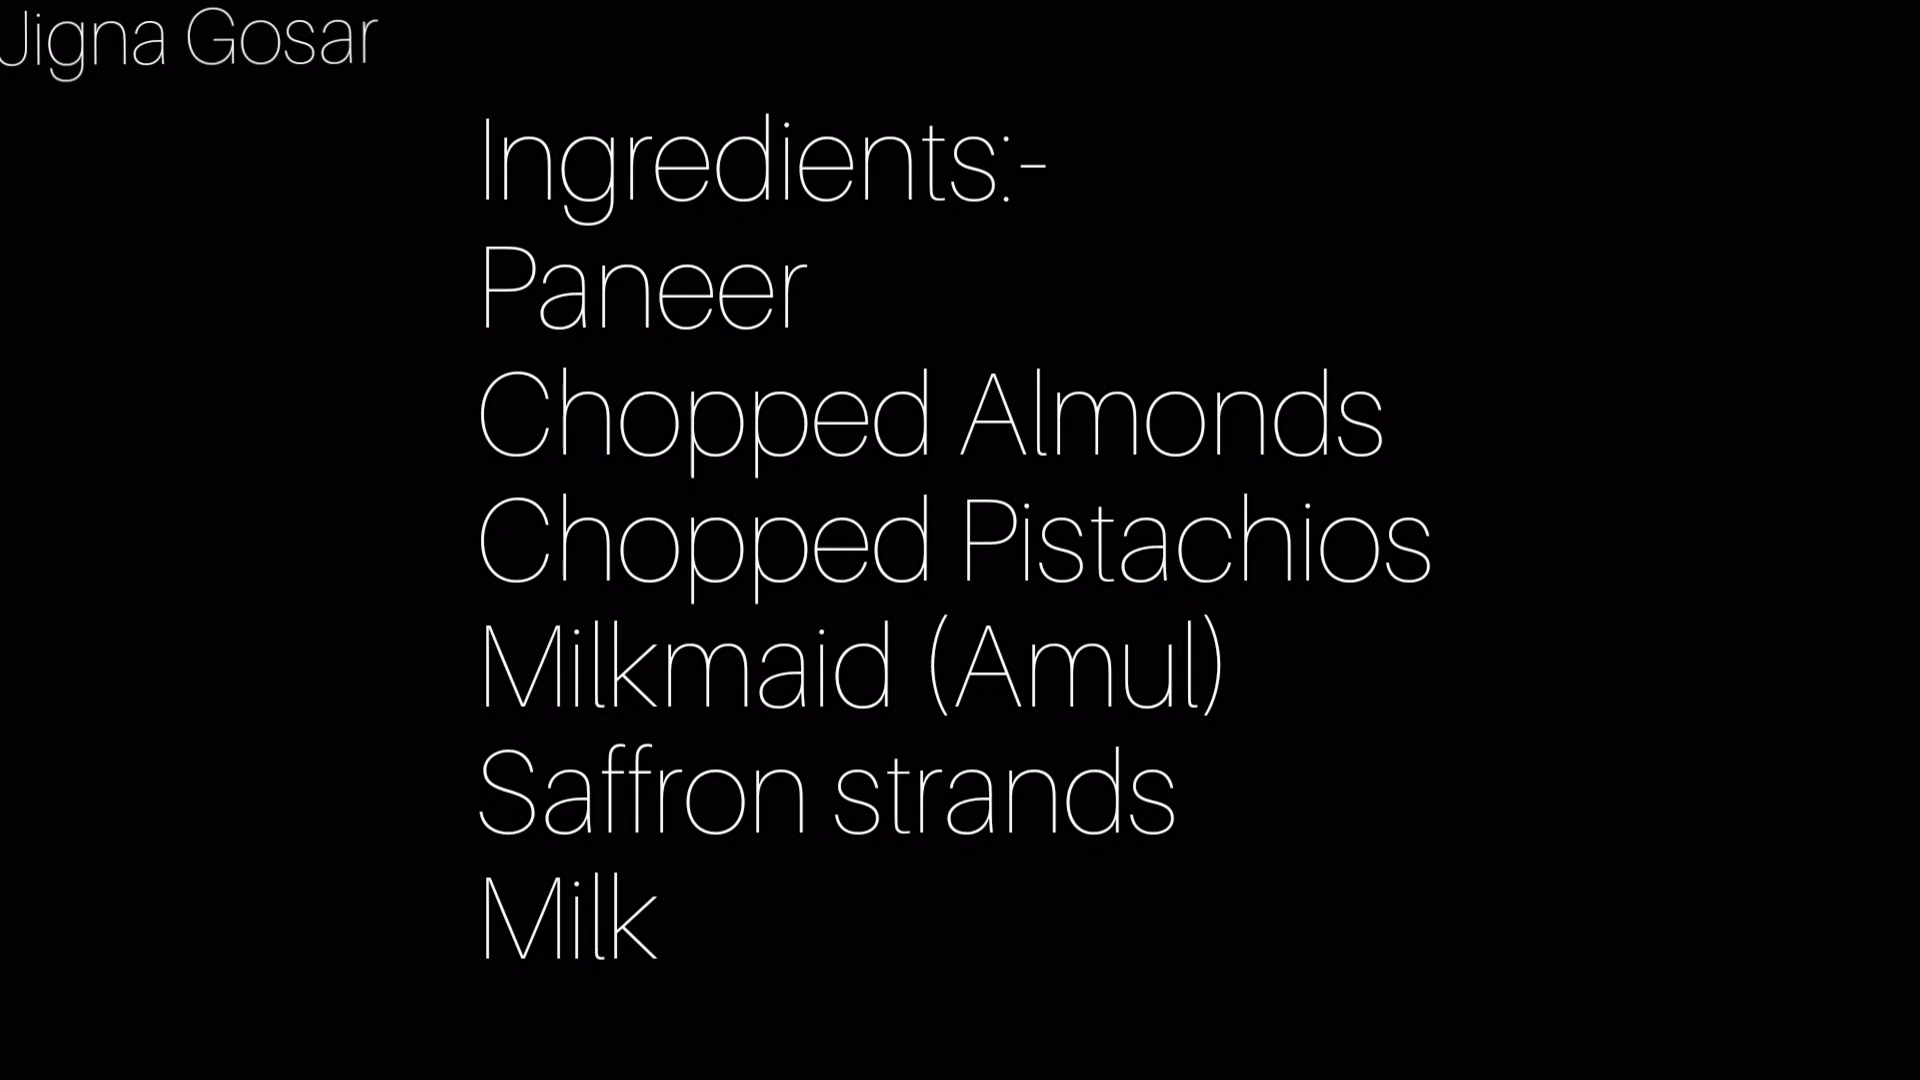 Jigna Gosar
Ingredients:-
Paneer
Chopped Almonds
Chopped Pistachios
Milkmaid (Amul)
Saffron strands
Milk